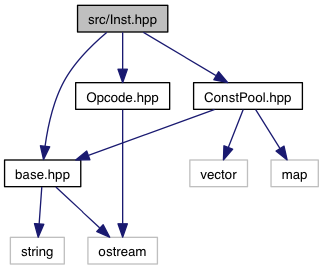 src/Inst.hpp
Opcode.hpp
ConstPool.hpp
base.hpp
vector
map
string
ostream